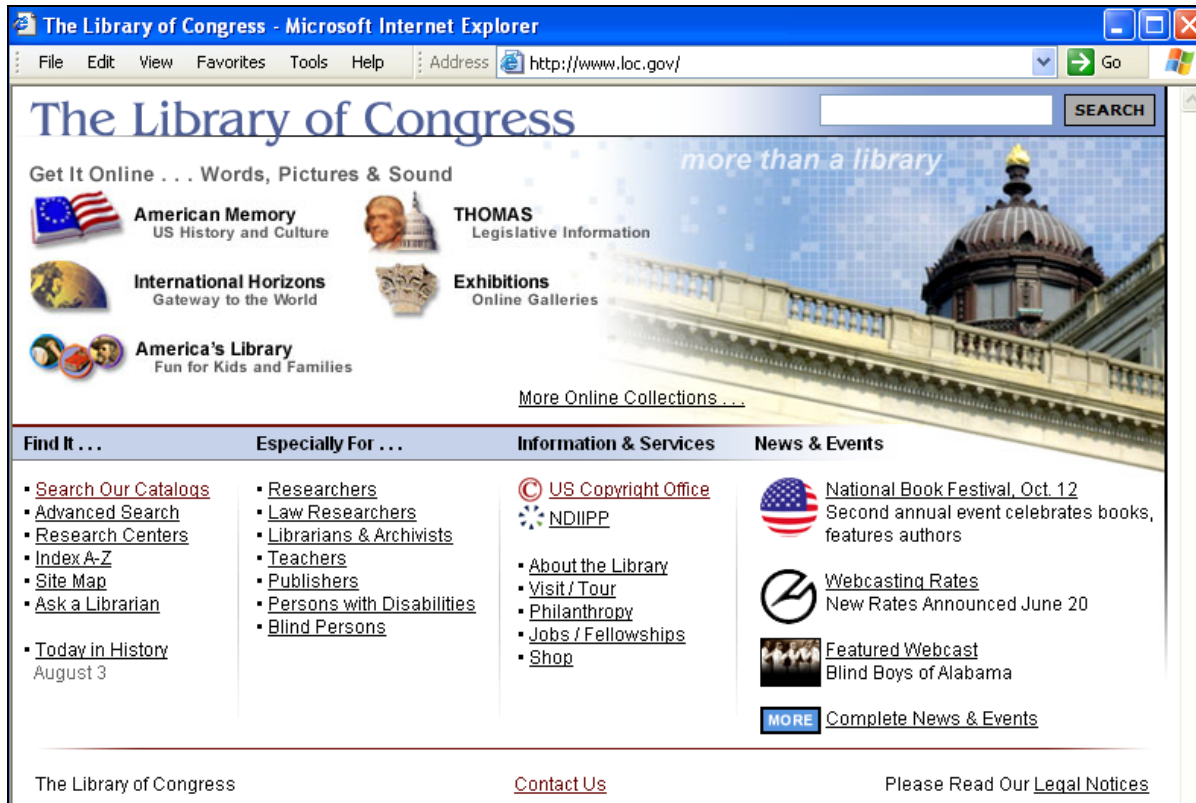 The Library of Congress - Microsoft Internet Explorer
File Edit View Favorites Tools Help Address http://www.loc.gov/ Go
The Library of Congress
SEARCH
more than a library
Get It Online . . . Words, Pictures & Sound
American Memory
US History and Culture
THOMAS
Legislative Information
International Horizons
Gateway to the World
Exhibitions
Online Galleries
America's Library
Fun for Kids and Families
More Online Collections . . .
Find It . . .
Search Our Catalogs
Advanced Search
Research Centers
Index A-Z
Site Map
Ask a Librarian
Today in History
August 3
Especially For . . .
Researchers
Law Researchers
Librarians & Archivists
Teachers
Publishers
Persons with Disabilities
Blind Persons
Information & Services
© US Copyright Office
NDIIPP
About the Library
Visit / Tour
Philanthropy
Jobs / Fellowships
Shop
News & Events
National Book Festival, Oct. 12
Second annual event celebrates books,
features authors
Webcasting Rates
New Rates Announced June 20
Featured Webcast
Blind Boys of Alabama
MORE Complete News & Events
The Library of Congress
Contact Us
Please Read Our Legal Notices